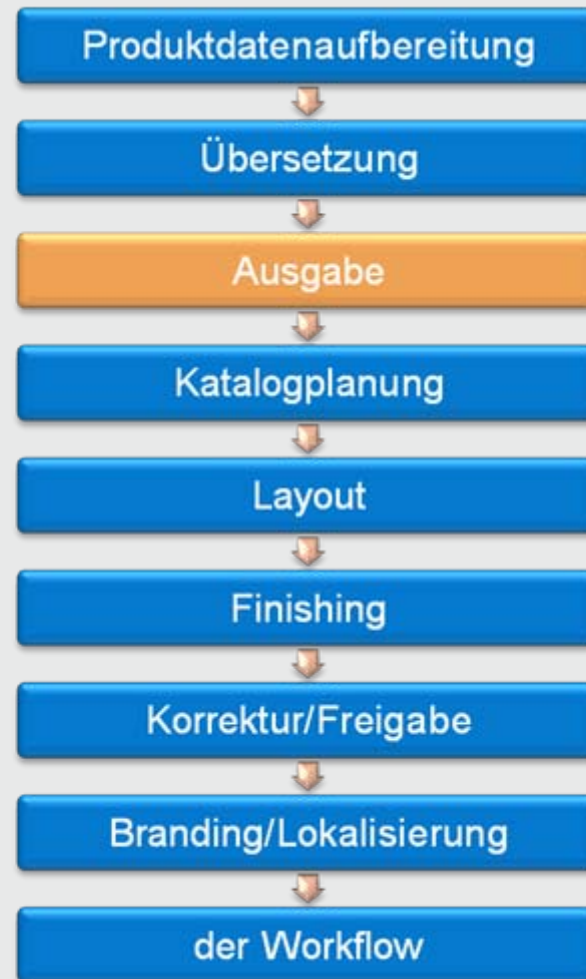 Produktdatenaufbereitung
Übersetzung
Ausgabe
Katalogplanung
Layout
Finishing
Korrektur/Freigabe
Branding/Lokalisierung
der Workflow